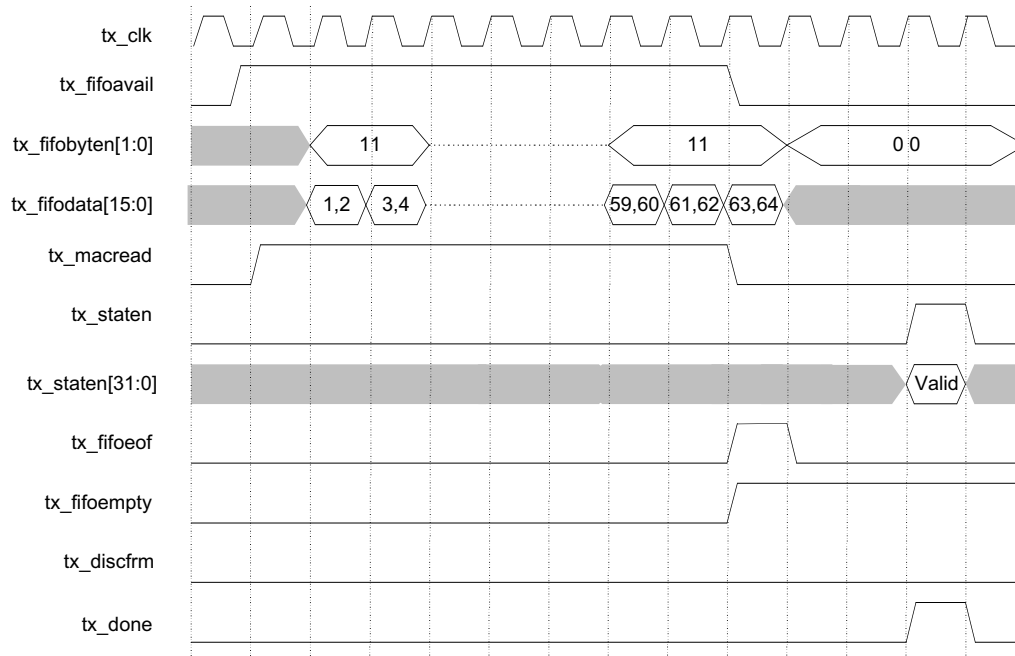 tx_clk
tx_fifoavail
tx_fifobyten[1:0] 11 11 0 0
tx_fifodata[15:0] 1,2 3,4 59,60 61,62 63,64
tx_macread
tx_staten
tx_staten[31:0] Valid
tx_fifoeof
tx_fifoempty
tx_discfrm
tx_done